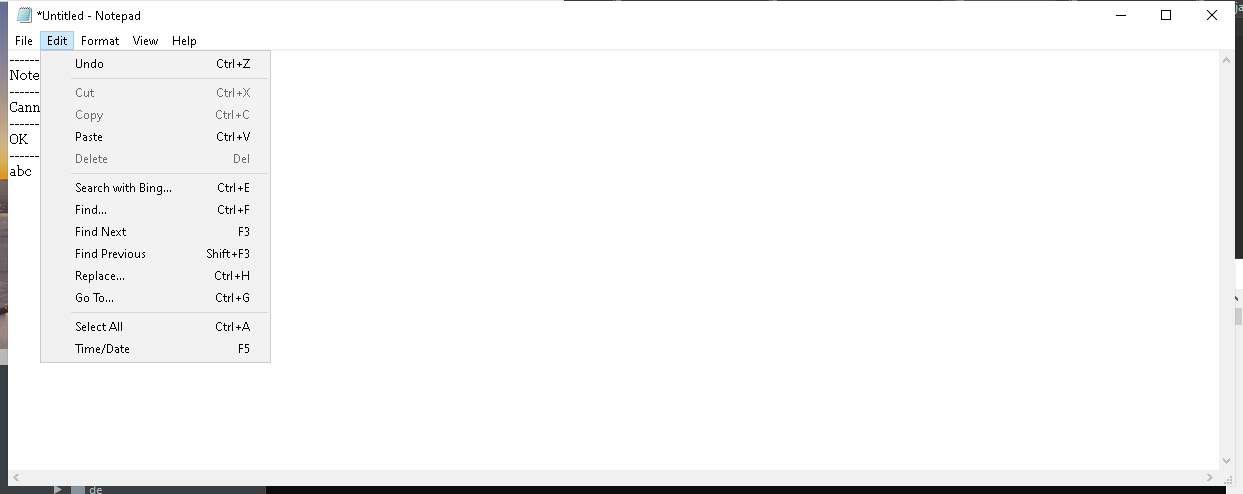 *Untitled - Notepad
File Edit Format View Help
---------
Note
---------
Cann
---------
OK
---------
abc
Undo Ctrl+Z
Cut Ctrl+X
Copy Ctrl+C
Paste Ctrl+V
Delete Del
Search with Bing... Ctrl+E
Find... Ctrl+F
Find Next F3
Find Previous Shift+F3
Replace... Ctrl+H
Go To... Ctrl+G
Select All Ctrl+A
Time/Date F5
ja
de